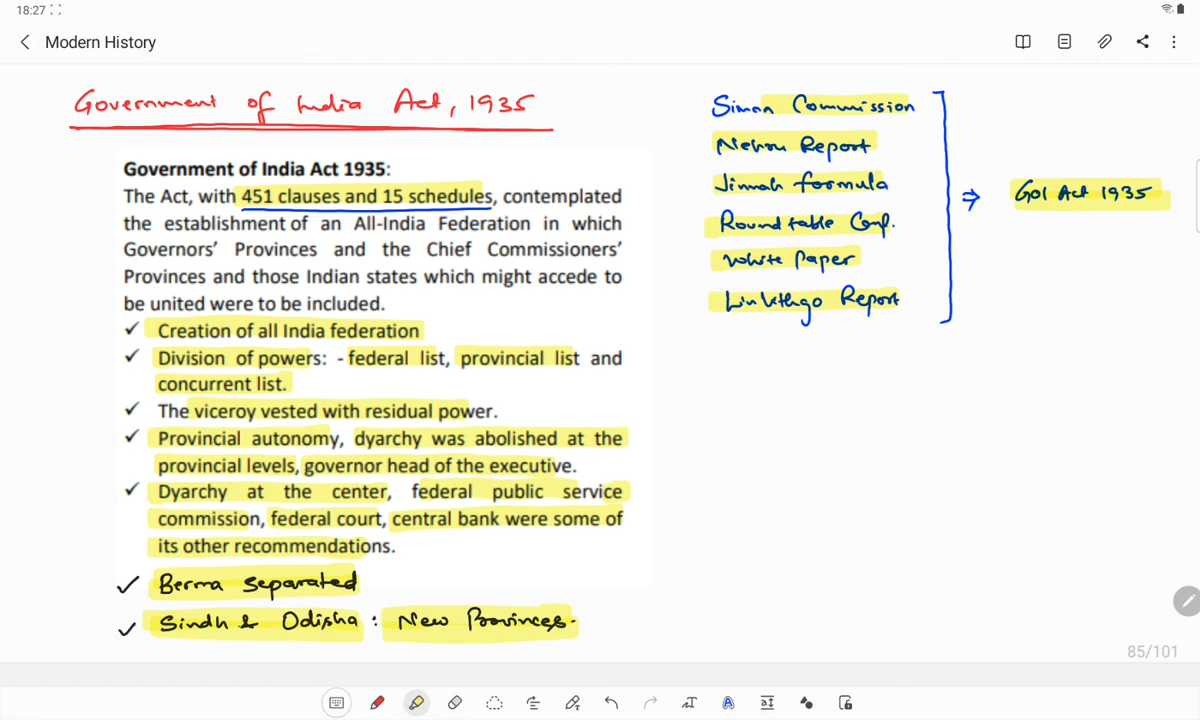 18:27
Modern History
Government of India Act, 1935
Government of India Act 1935:
The Act, with 451 clauses and 15 schedules, contemplated
the establishment of an All-India Federation in which
Governors' Provinces and the Chief Commissioners'
Provinces and those Indian states which might accede to
be united were to be included.
✓ Creation of all India federation
✓ Division of powers: - federal list, provincial list and
concurrent list.
✓ The viceroy vested with residual power.
✓ Provincial autonomy, dyarchy was abolished at the
provincial levels, governor head of the executive.
✓ Dyarchy at the center, federal public service
commission, federal court, central bank were some of
its other recommendations.
✓ Berma separated
✓ Sindh & Odisha : New Provinces.
Simon Commission
Nehru Report
Jinnah formula
Round table Conf.
White Paper
Linlithgo Report
⇒ GOI Act 1935
85/101